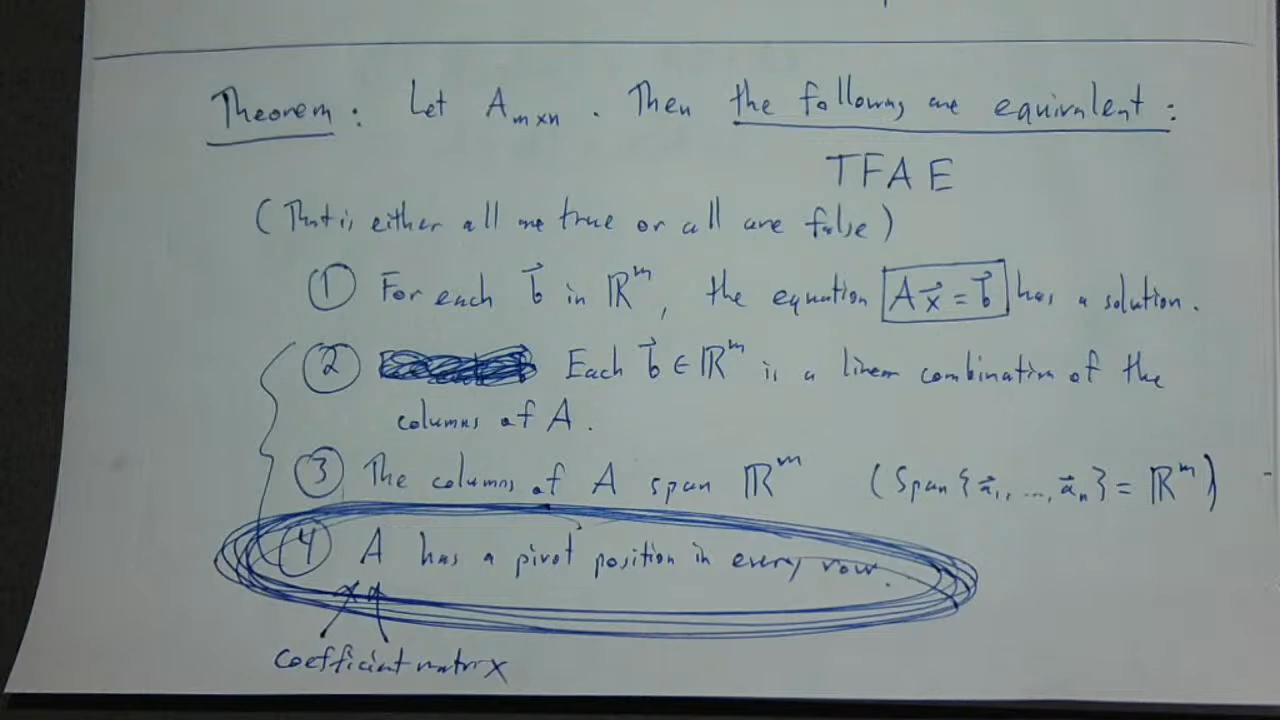 Theorem: Let A_{m×n}. Then the following are equivalent:
TFAE
(That is either all are true or all are false)
① For each b⃗ in ℝ^m, the equation Ax⃗ = b⃗ has a solution.
② Each b⃗ ∈ ℝ^m is a linear combination of the
columns of A.
③ The columns of A span ℝ^m (Span{a⃗₁, ..., a⃗ₙ} = ℝ^m)
④ A has a pivot position in every row.
coefficient matrix